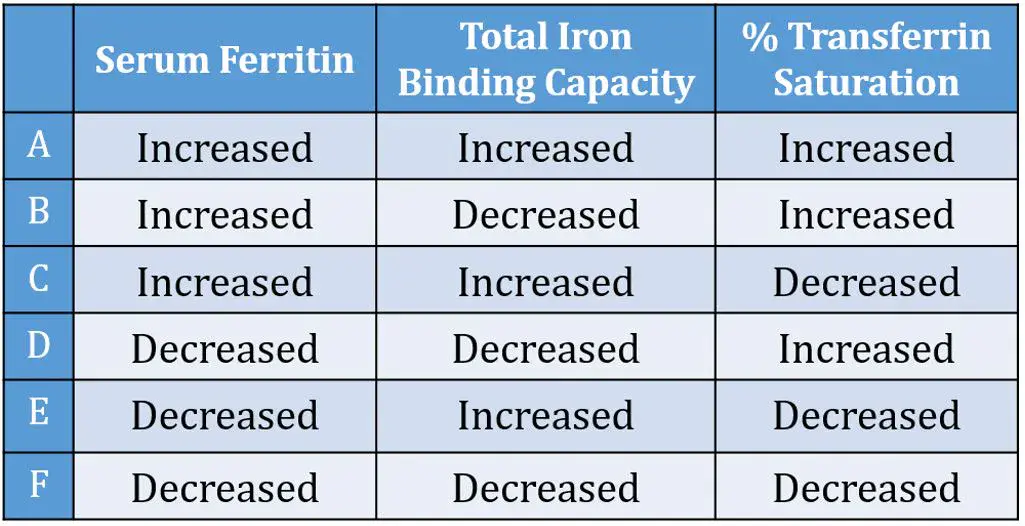 Serum Ferritin Total Iron Binding Capacity % Transferrin Saturation
A Increased Increased Increased
B Increased Decreased Increased
C Increased Increased Decreased
D Decreased Decreased Increased
E Decreased Increased Decreased
F Decreased Decreased Decreased